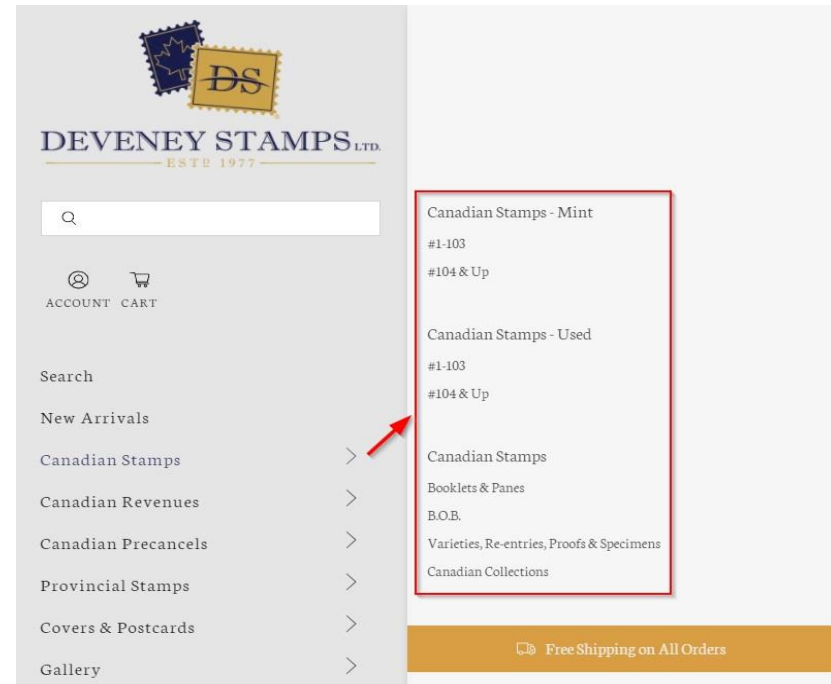 DS
DEVENEY STAMPS LTD.
ESTD 1977
ACCOUNT CART
Search
New Arrivals
Canadian Stamps
Canadian Revenues
Canadian Precancels
Provincial Stamps
Covers & Postcards
Gallery
Canadian Stamps - Mint
#1-103
#104 & Up
Canadian Stamps - Used
#1-103
#104 & Up
Canadian Stamps
Booklets & Panes
B.O.B.
Varieties, Re-entries, Proofs & Specimens
Canadian Collections
Free Shipping on All Orders